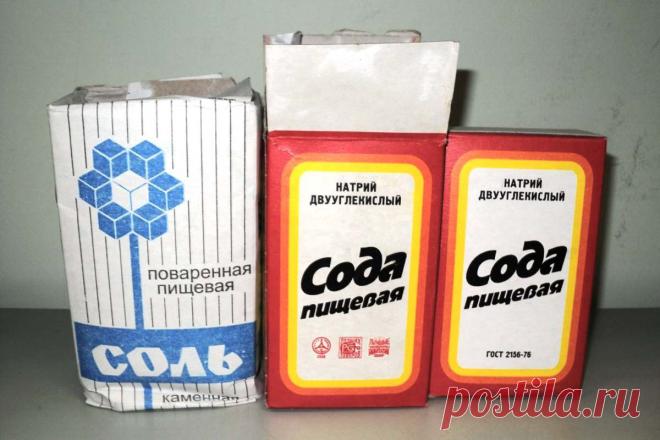 поваренная
пищевая
СОЛЬ
каменная
НАТРИЙ
ДВУУГЛЕКИСЛЫЙ
Сода
пищевая
НАТРИЙ
ДВУУГЛЕКИСЛЫЙ
Сода
пищевая
ГОСТ 2156-76
postila.ru